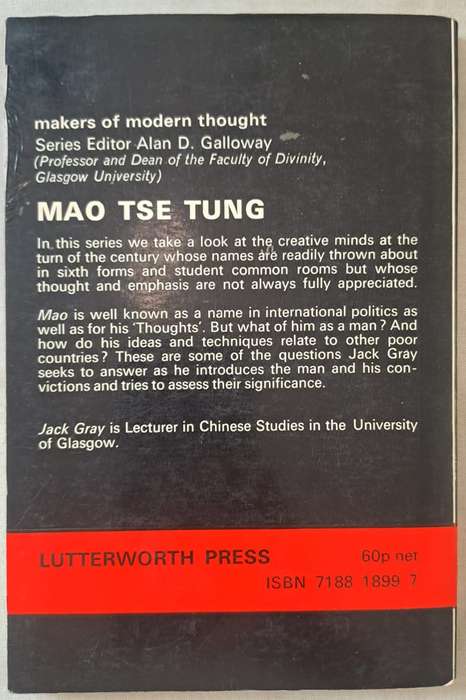 makers of modern thought
Series Editor Alan D. Galloway
(Professor and Dean of the Faculty of Divinity,
Glasgow University)
MAO TSE TUNG
In this series we take a look at the creative minds at the
turn of the century whose names are readily thrown about
in sixth forms and student common rooms but whose
thought and emphasis are not always fully appreciated.
Mao is well known as a name in international politics as
well as for his 'Thoughts'. But what of him as a man? And
how do his ideas and techniques relate to other poor
countries? These are some of the questions Jack Gray
seeks to answer as he introduces the man and his con-
victions and tries to assess their significance.
Jack Gray is Lecturer in Chinese Studies in the University
of Glasgow.
LUTTERWORTH PRESS 60p net
ISBN 7188 1899 7